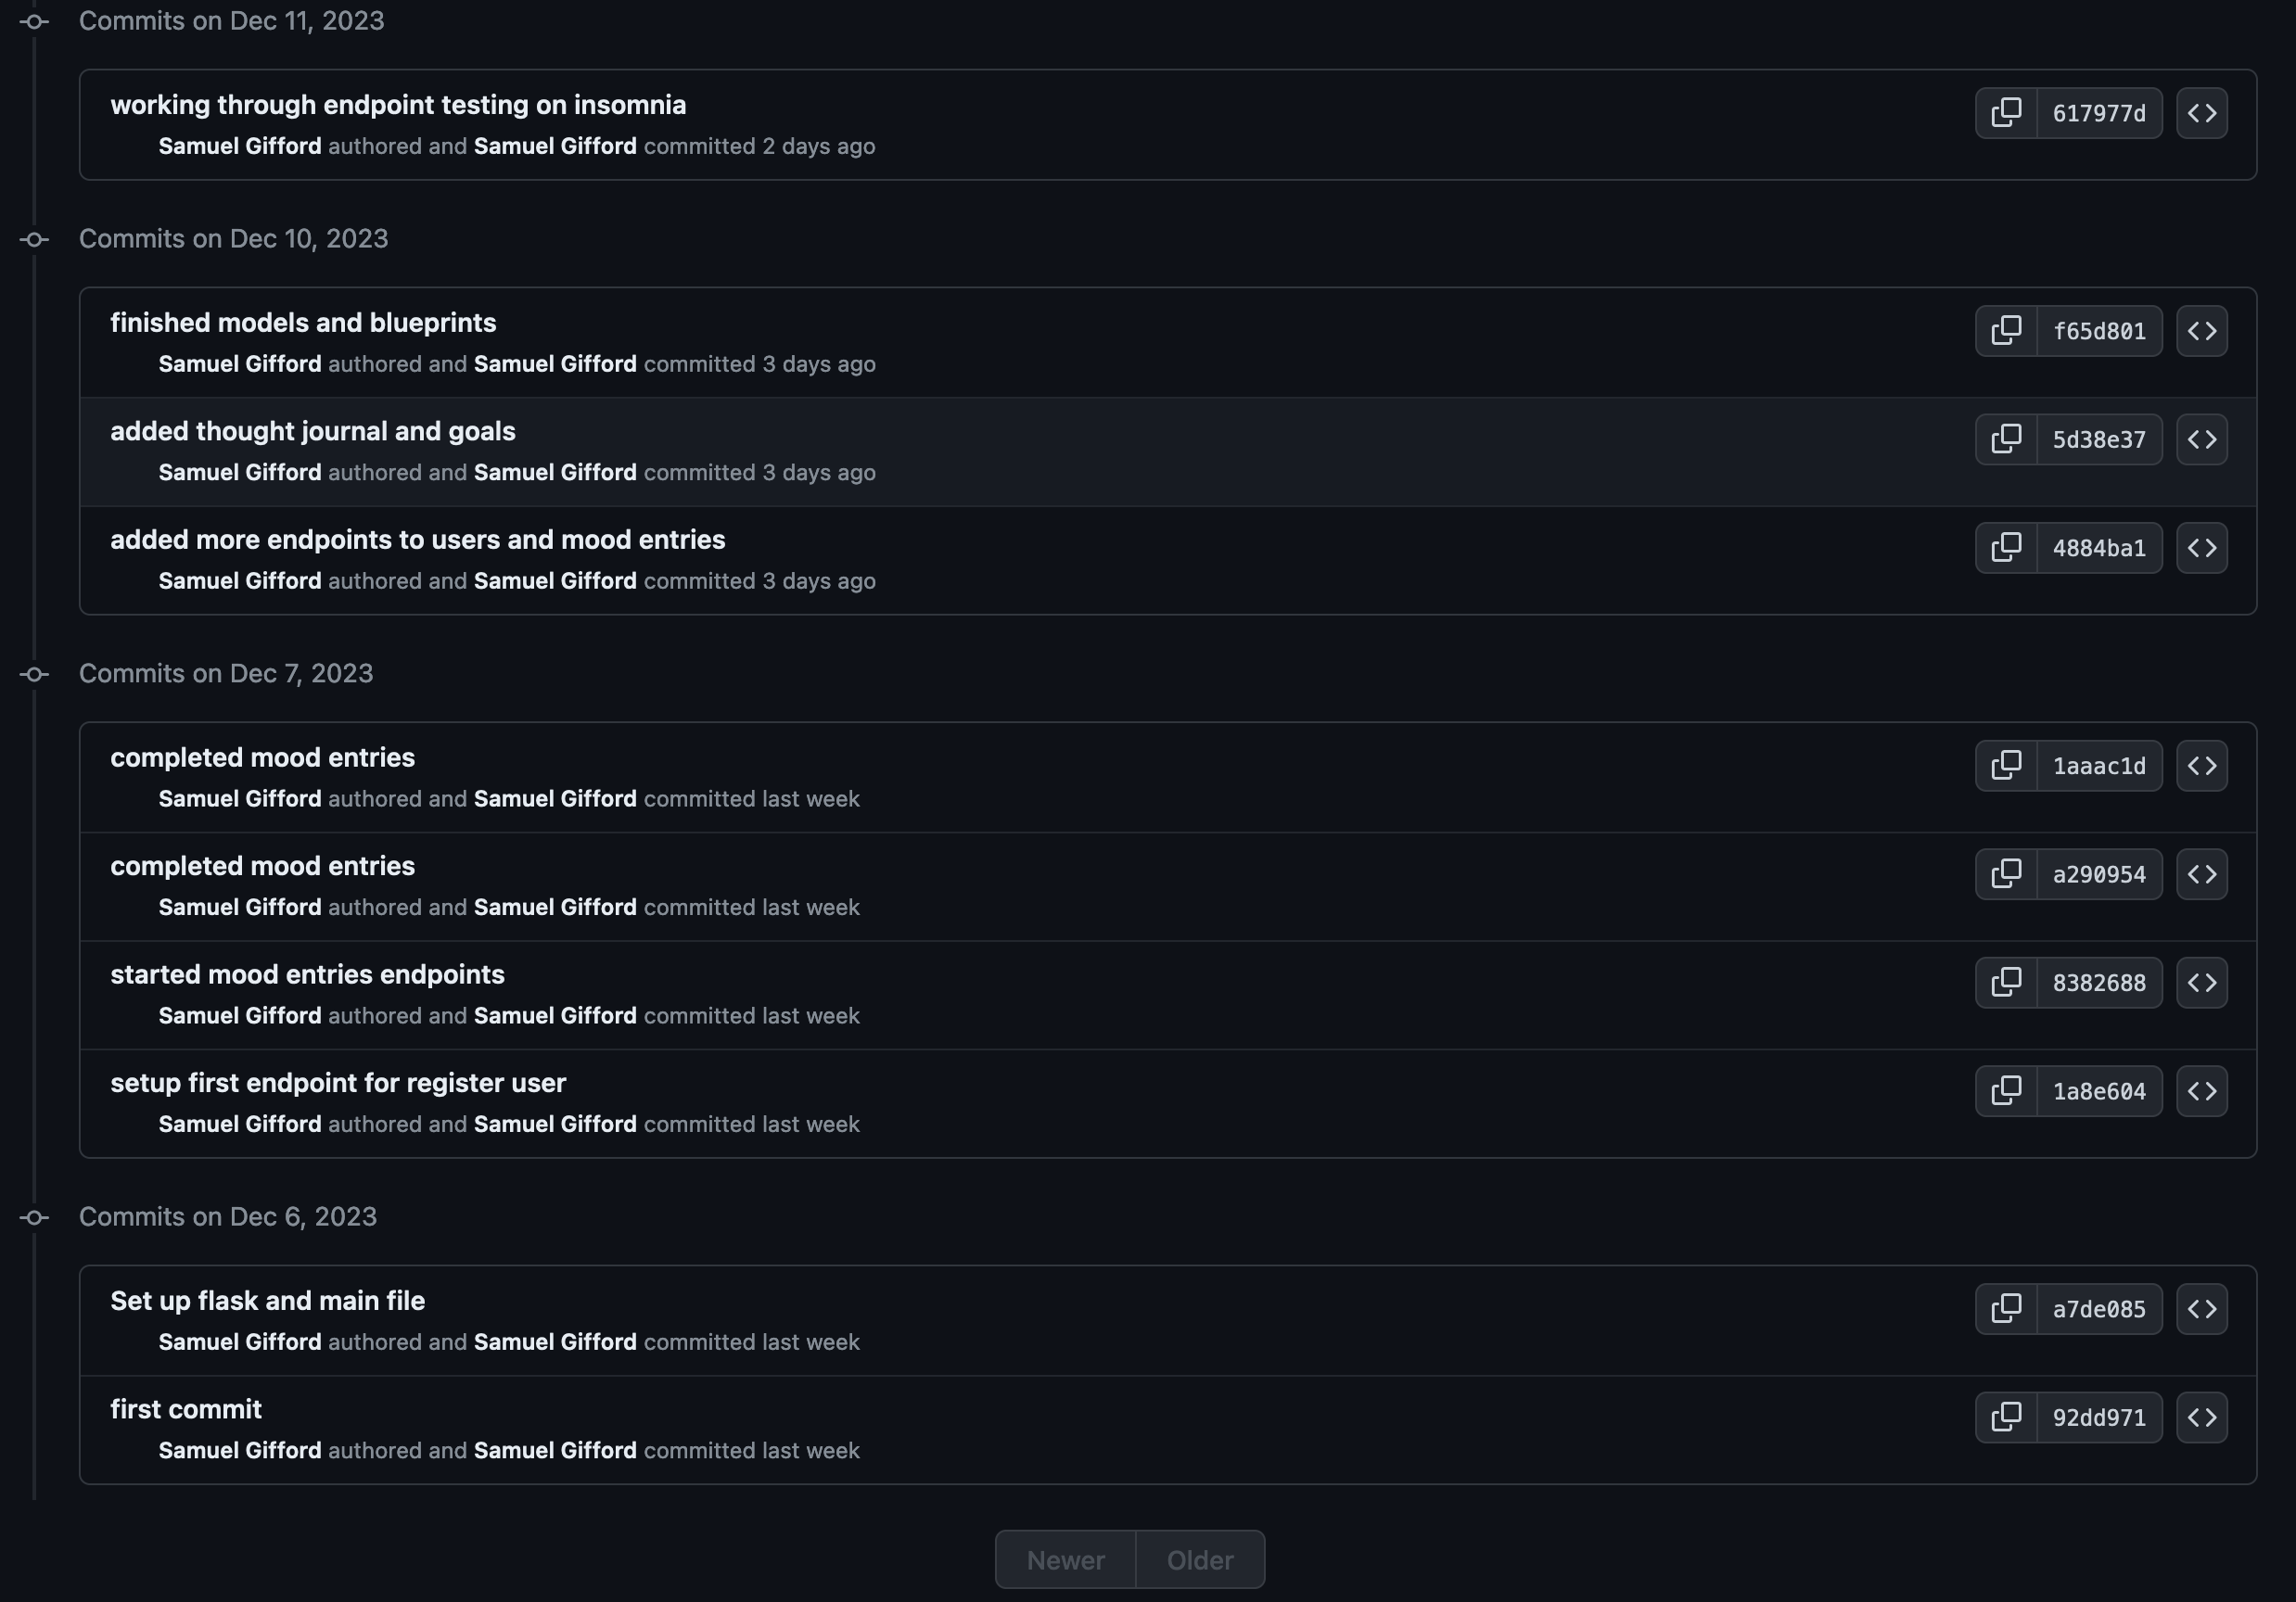 Commits on Dec 11, 2023
working through endpoint testing on insomnia
617977d
Samuel Gifford authored and Samuel Gifford committed 2 days ago
Commits on Dec 10, 2023
finished models and blueprints
f65d801
Samuel Gifford authored and Samuel Gifford committed 3 days ago
added thought journal and goals
5d38e37
Samuel Gifford authored and Samuel Gifford committed 3 days ago
added more endpoints to users and mood entries
4884ba1
Samuel Gifford authored and Samuel Gifford committed 3 days ago
Commits on Dec 7, 2023
completed mood entries
1aaac1d
Samuel Gifford authored and Samuel Gifford committed last week
completed mood entries
a290954
Samuel Gifford authored and Samuel Gifford committed last week
started mood entries endpoints
8382688
Samuel Gifford authored and Samuel Gifford committed last week
setup first endpoint for register user
1a8e604
Samuel Gifford authored and Samuel Gifford committed last week
Commits on Dec 6, 2023
Set up flask and main file
a7de085
Samuel Gifford authored and Samuel Gifford committed last week
first commit
92dd971
Samuel Gifford authored and Samuel Gifford committed last week
Newer Older